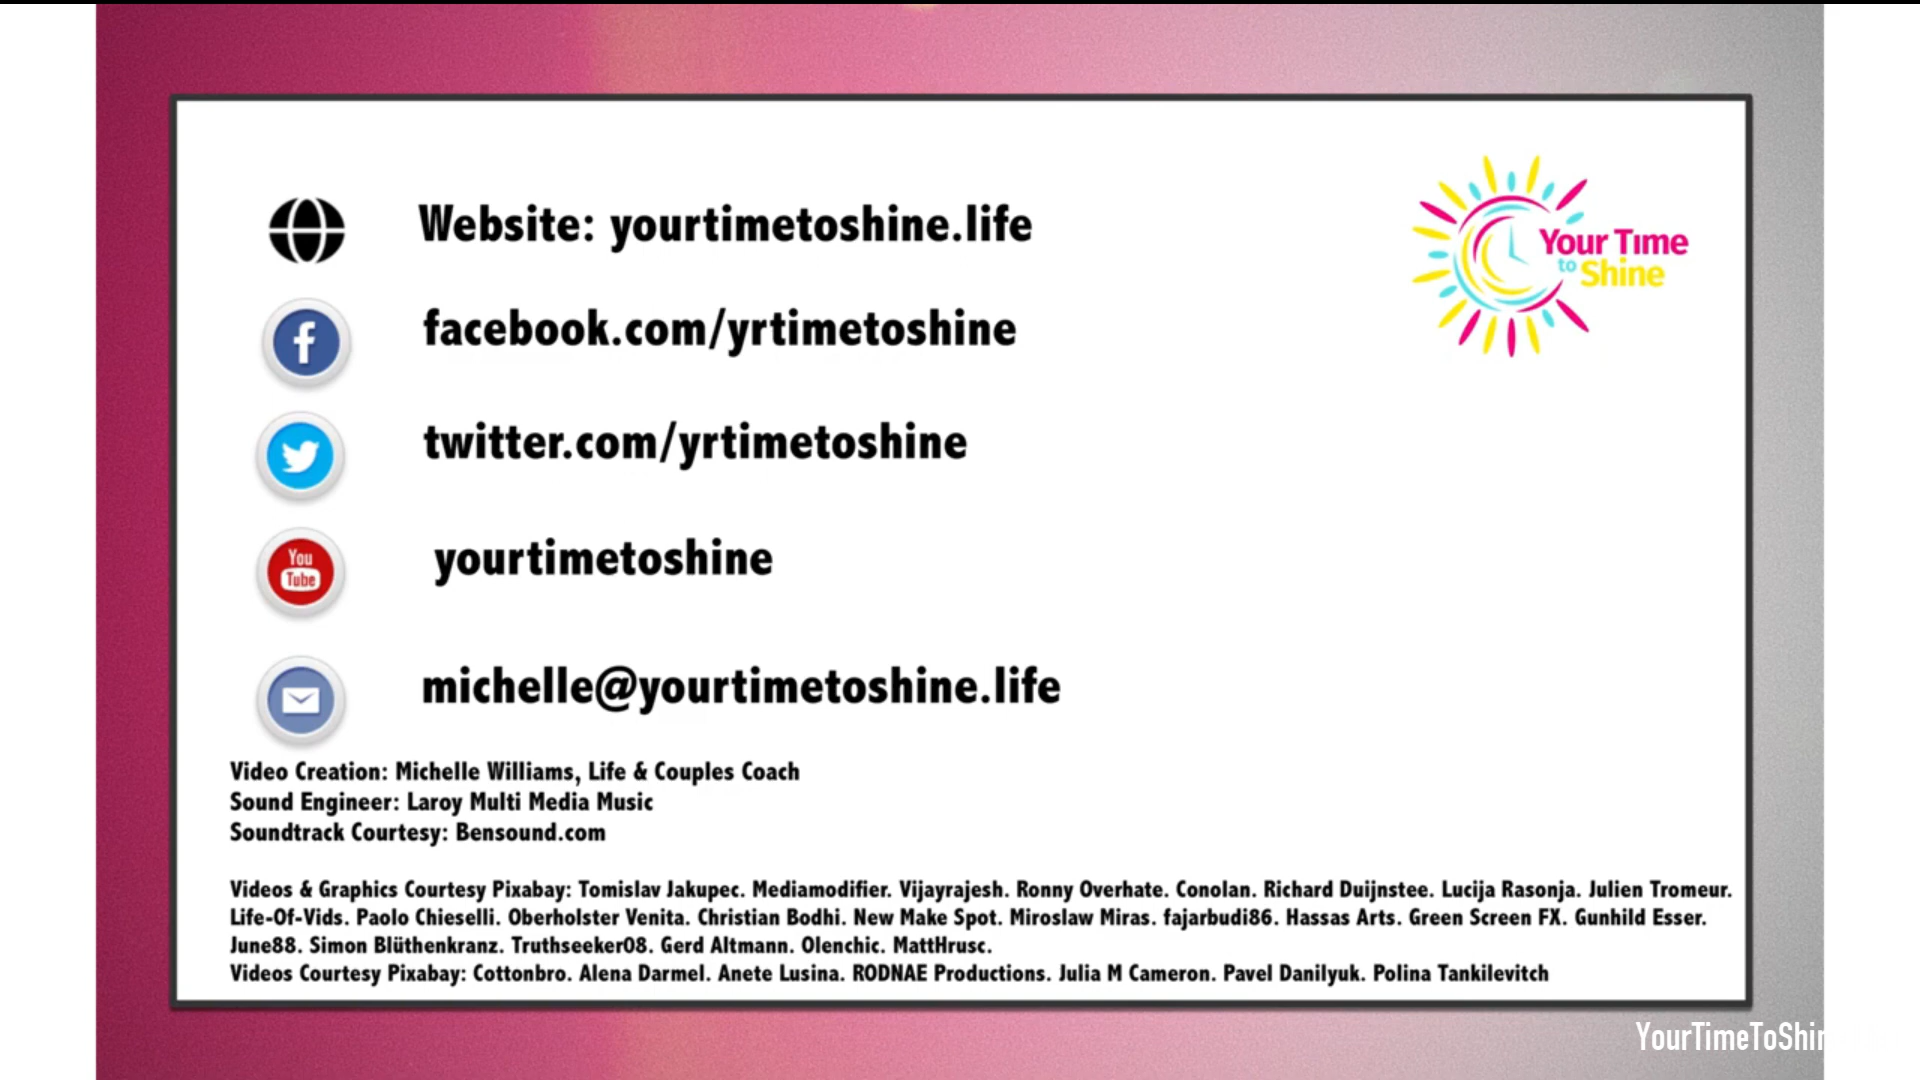 Website: yourtimetoshine.life
Your Time
to Shine
facebook.com/yrtimetoshine
twitter.com/yrtimetoshine
You
Tube
yourtimetoshine
michelle@yourtimetoshine.life
Video Creation: Michelle Williams, Life & Couples Coach
Sound Engineer: Laroy Multi Media Music
Soundtrack Courtesy: Bensound.com
Videos & Graphics Courtesy Pixabay: Tomislav Jakupec. Mediamodifier. Vijayrajesh. Ronny Overhate. Conolan. Richard Duijnstee. Lucija Rasonja. Julien Tromeur.
Life-Of-Vids. Paolo Chieselli. Oberholster Venita. Christian Bodhi. New Make Spot. Miroslaw Miras. fajarbudi86. Hassas Arts. Green Screen FX. Gunhild Esser.
June88. Simon Blüthenkranz. Truthseeker08. Gerd Altmann. Olenchic. MattHrusc.
Videos Courtesy Pixabay: Cottonbro. Alena Darmel. Anete Lusina. RODNAE Productions. Julia M Cameron. Pavel Danilyuk. Polina Tankilevitch